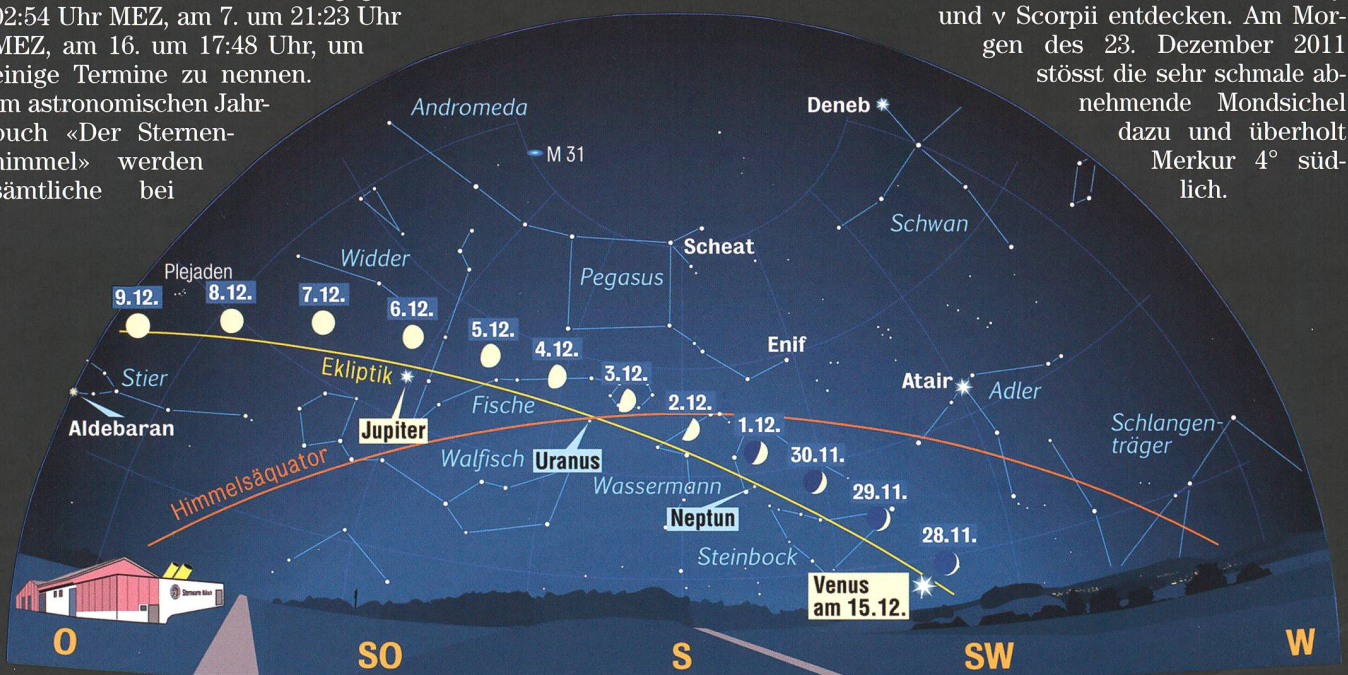 02:54 Uhr MEZ, am 7. um 21:23 Uhr
MEZ, am 16. um 17:48 Uhr, um
einige Termine zu nennen.
m astronomischen Jahr-
buch «Der Sternen-
himmel» werden
sämtliche bei
und ν Scorpii entdecken. Am Mor-
gen des 23. Dezember 2011
stösst die sehr schmale ab-
nehmende Mondsichel
dazu und überholt
Merkur 4° süd-
lich.
Andromeda
M 31
Deneb
Schwan
Scheat
Pegasus
Widder
Plejaden
9.12.
8.12.
7.12.
6.12.
5.12.
4.12.
3.12.
2.12.
1.12.
30.11.
29.11.
28.11.
Enif
Atair
Adler
Schlangen-
träger
Ekliptik
Stier
Aldebaran
Jupiter
Fische
Himmelsäquator
Walfisch
Uranus
Wassermann
Neptun
Steinbock
Venus
am 15.12.
Sternwarte Bülach
O
SO
S
SW
W